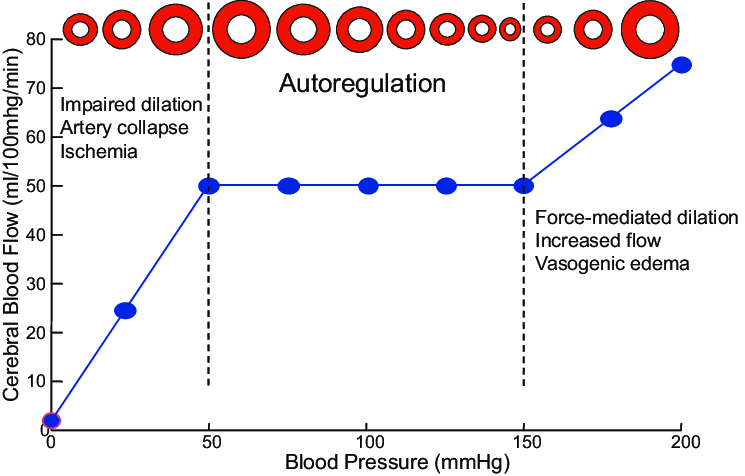 80
70
60
50
40
30
20
10
0
Cerebral Blood Flow (ml/100mhg/min)
Impaired dilation
Artery collapse
Ischemia
Autoregulation
Force-mediated dilation
Increased flow
Vasogenic edema
0 50 100 150 200
Blood Pressure (mmHg)